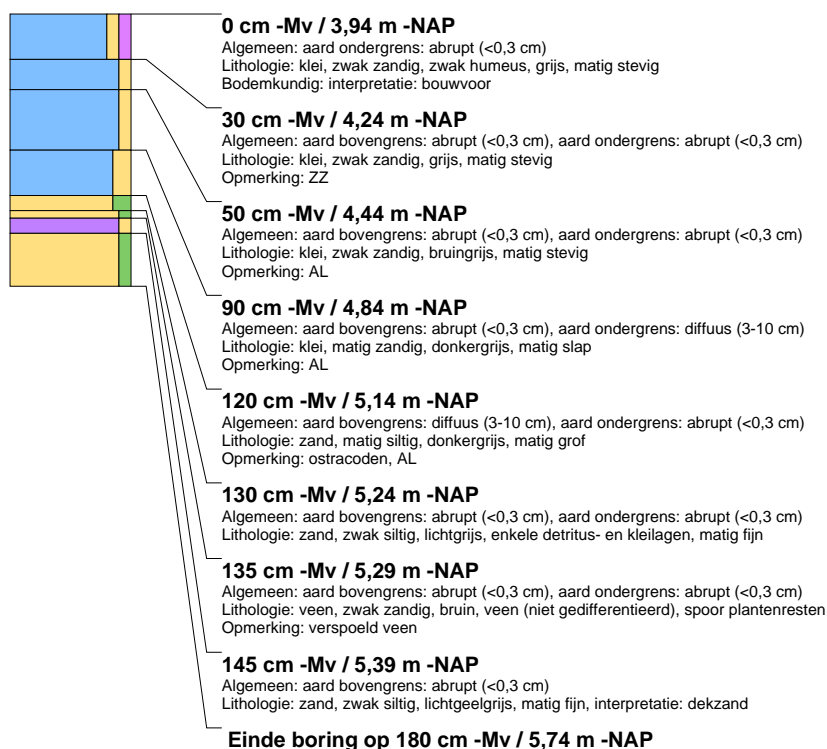 0 cm -Mv / 3,94 m -NAP
Algemeen: aard ondergrens: abrupt (<0,3 cm)
Lithologie: klei, zwak zandig, zwak humeus, grijs, matig stevig
Bodemkundig: interpretatie: bouwvoor
30 cm -Mv / 4,24 m -NAP
Algemeen: aard bovengrens: abrupt (<0,3 cm), aard ondergrens: abrupt (<0,3 cm)
Lithologie: klei, zwak zandig, grijs, matig stevig
Opmerking: ZZ
50 cm -Mv / 4,44 m -NAP
Algemeen: aard bovengrens: abrupt (<0,3 cm), aard ondergrens: abrupt (<0,3 cm)
Lithologie: klei, zwak zandig, bruingrijs, matig stevig
Opmerking: AL
90 cm -Mv / 4,84 m -NAP
Algemeen: aard bovengrens: abrupt (<0,3 cm), aard ondergrens: diffuus (3-10 cm)
Lithologie: klei, matig zandig, donkergrijs, matig slap
Opmerking: AL
120 cm -Mv / 5,14 m -NAP
Algemeen: aard bovengrens: diffuus (3-10 cm), aard ondergrens: abrupt (<0,3 cm)
Lithologie: zand, matig siltig, donkergrijs, matig grof
Opmerking: ostracoden, AL
130 cm -Mv / 5,24 m -NAP
Algemeen: aard bovengrens: abrupt (<0,3 cm), aard ondergrens: abrupt (<0,3 cm)
Lithologie: zand, zwak siltig, lichtgrijs, enkele detritus- en kleilagen, matig fijn
135 cm -Mv / 5,29 m -NAP
Algemeen: aard bovengrens: abrupt (<0,3 cm), aard ondergrens: abrupt (<0,3 cm)
Lithologie: veen, zwak zandig, bruin, veen (niet gedifferentieerd), spoor plantenresten
Opmerking: verspoeld veen
145 cm -Mv / 5,39 m -NAP
Algemeen: aard bovengrens: abrupt (<0,3 cm)
Lithologie: zand, zwak siltig, lichtgeelgrijs, matig fijn, interpretatie: dekzand
Einde boring op 180 cm -Mv / 5,74 m -NAP